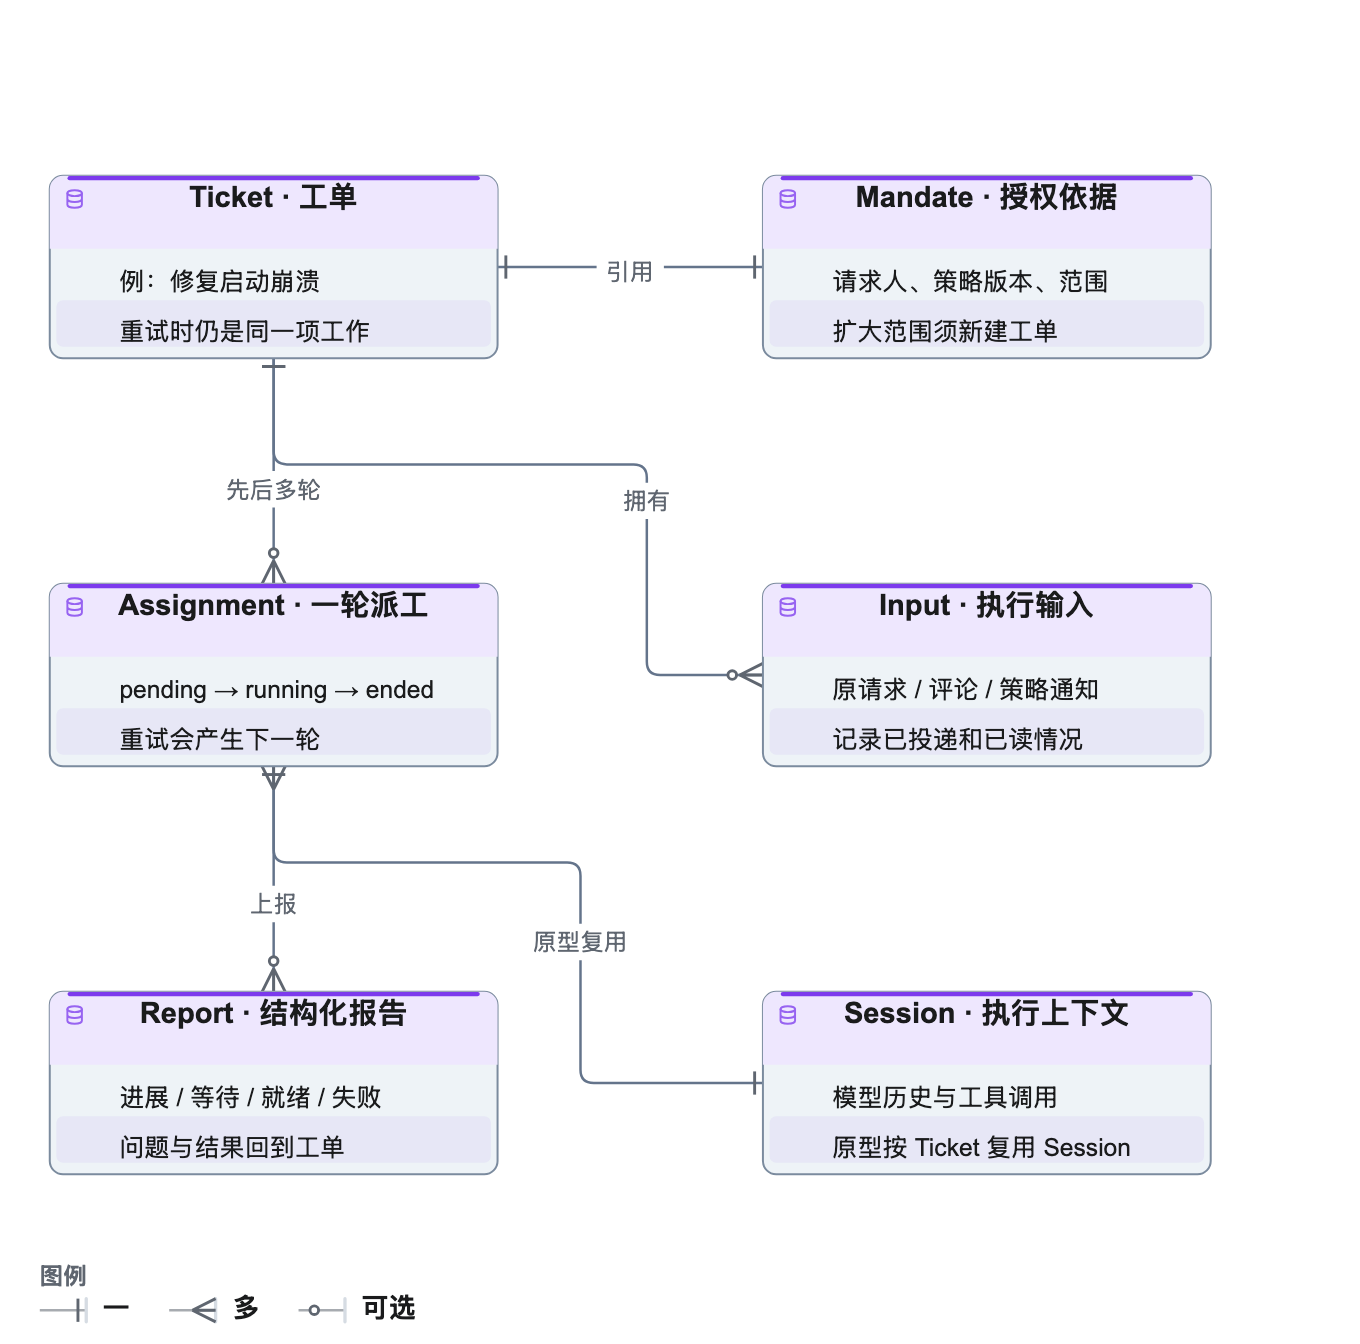 Ticket · 工单
例：修复启动崩溃
重试时仍是同一项工作
引用
Mandate · 授权依据
请求人、策略版本、范围
扩大范围须新建工单
先后多轮
拥有
Assignment · 一轮派工
pending → running → ended
重试会产生下一轮
Input · 执行输入
原请求 / 评论 / 策略通知
记录已投递和已读情况
上报
原型复用
Report · 结构化报告
进展 / 等待 / 就绪 / 失败
问题与结果回到工单
Session · 执行上下文
模型历史与工具调用
原型按 Ticket 复用 Session
图例
一
多
可选